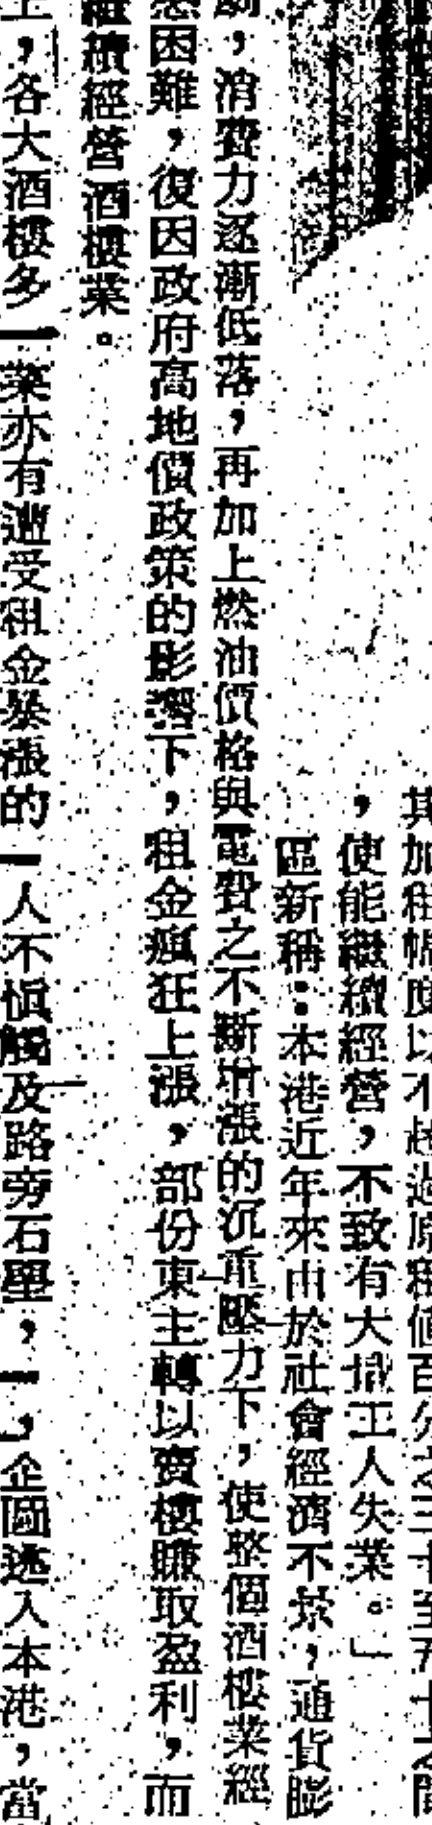 其加租幅度以不超過原租值百分之三十至五十之間
，使能繼續經營，不致有大批工人失業。」
區新稱：本港近年來由於社會經濟不景，通貨膨
，消費力逐漸低落，再加上燃油價格與電費之不斷增漲的沉重壓力下，使整個酒樓業經
困難，復因政府高地價政策的影響下，租金瘋狂上漲，部份東主轉以賣樓賺取盈利，而
繼續經營酒樓業。
，各大酒樓多
業亦有遭受租金暴漲的
人不慎觸及路旁石壆，
，企圖逃入本港，當